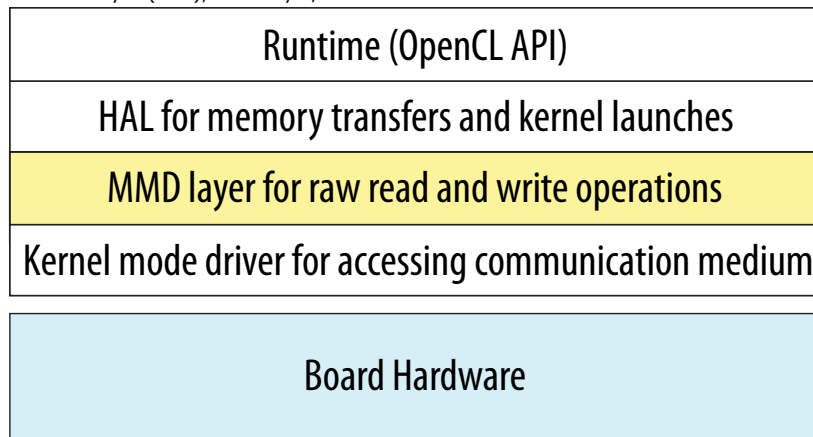 Runtime (OpenCL API)
HAL for memory transfers and kernel launches
MMD layer for raw read and write operations
Kernel mode driver for accessing communication medium
Board Hardware